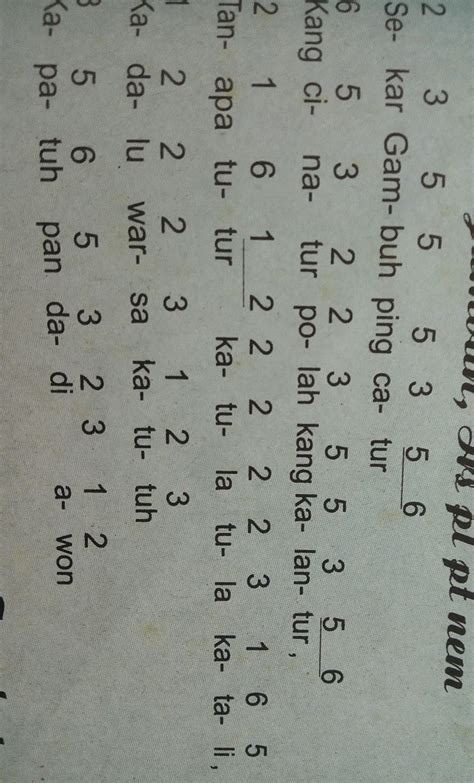 pl pt nem
2 3 5 5 5 3 5 6
Se- kar Gam- buh ping ca- tur
6 5 3 2 2 3 5 5 3 5 6
Kang ci- na- tur po- lah kang ka- lan- tur ,
2 1 6 1 2 2 2 2 2 3 1 6 5
Tan- apa tu- tur ka- tu- la tu- la ka- ta- li ,
1 2 2 2 3 1 2 3
Ka- da- lu war- sa ka- tu- tuh
3 5 6 5 3 2 3 1 2
Ka- pa- tuh pan da- di a- won